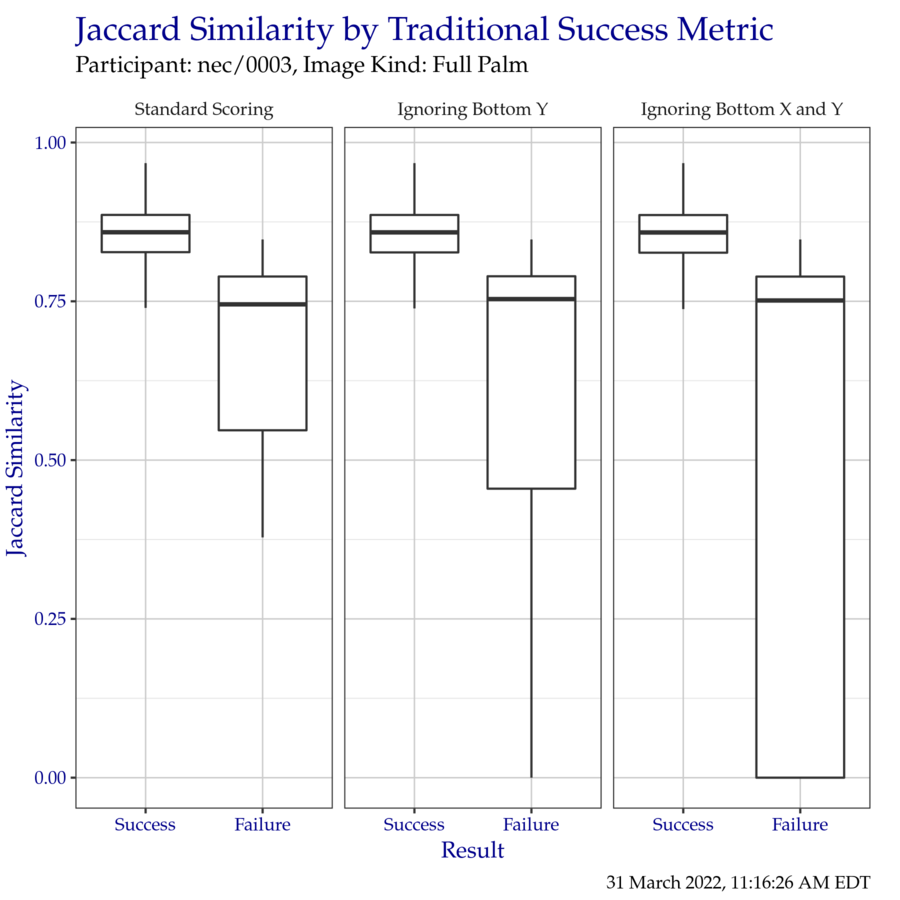 Jaccard Similarity by Traditional Success Metric
Participant: nec/0003, Image Kind: Full Palm
Standard Scoring
Ignoring Bottom Y
Ignoring Bottom X and Y
Jaccard Similarity
1.00
0.75
0.50
0.25
0.00
Success
Failure
Success
Failure
Success
Failure
Result
31 March 2022, 11:16:26 AM EDT